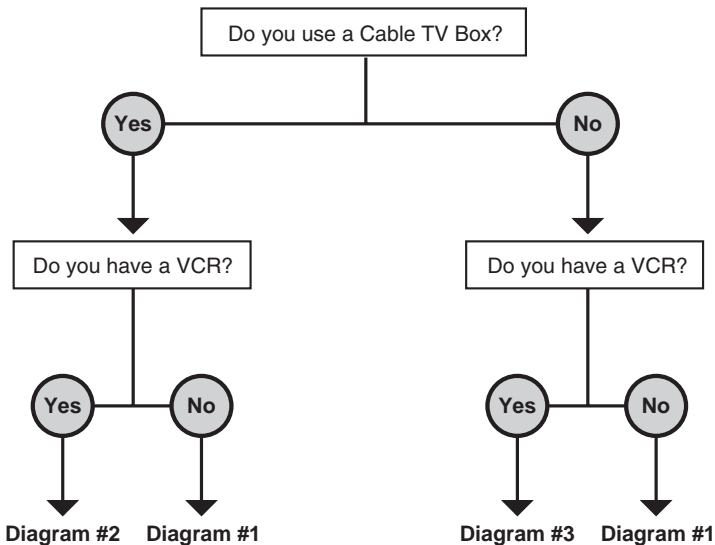 Do you use a Cable TV Box?
Yes
No
Do you have a VCR?
Do you have a VCR?
Yes
No
Yes
No
Diagram #2
Diagram #1
Diagram #3
Diagram #1